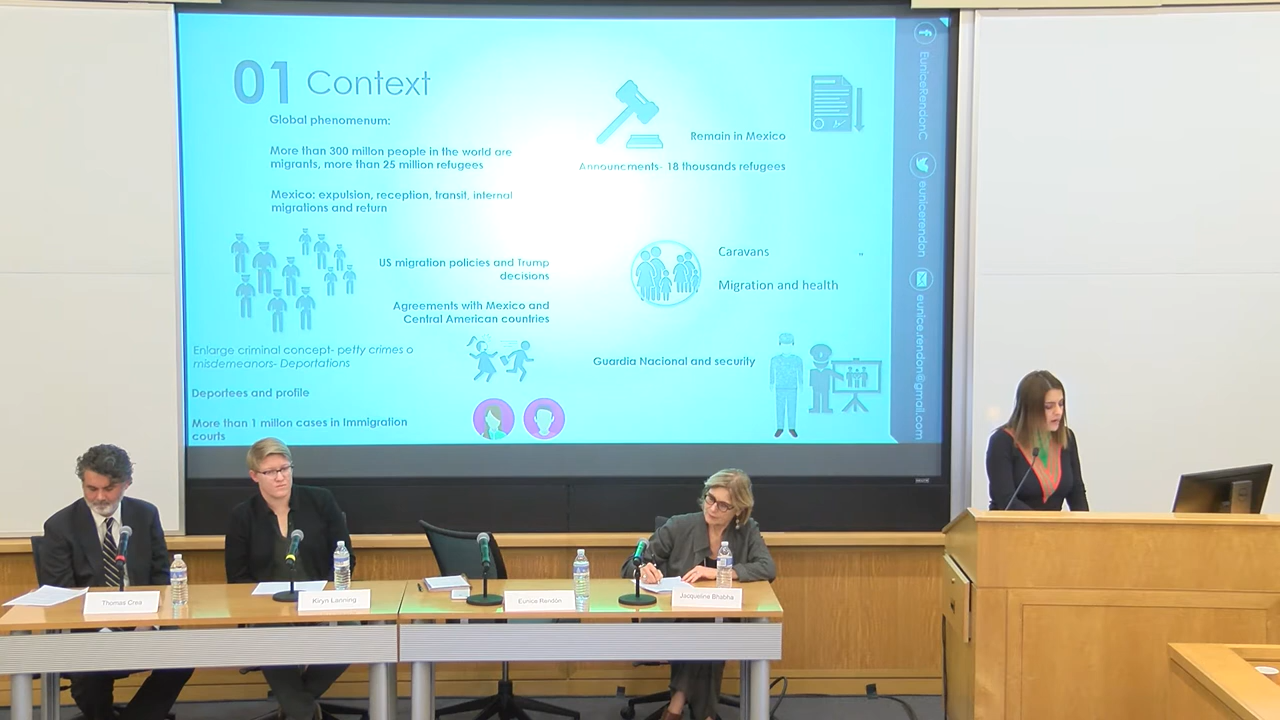 01 Context
Global phenomenum:
More than 300 millon people in the world are
migrants, more than 25 million refugees
Mexico: expulsion, reception, transit, internal
migrations and return
US migration policies and Trump
decisions
Agreements with Mexico and
Central American countries
Enlarge criminal concept- petty crimes o
misdemeanors- Deportations
Deportees and profile
More than 1 millon cases in Immigration
courts
Remain in Mexico
Announcments- 18 thousands refugees
Caravans
Migration and health
Guardia Nacional and security
EuniceRendonC
eunicerendon
eunice.rendon@gmail.com
Thomas Crea
Kiryn Lanning
Eunice Rendón
Jacqueline Bhabha